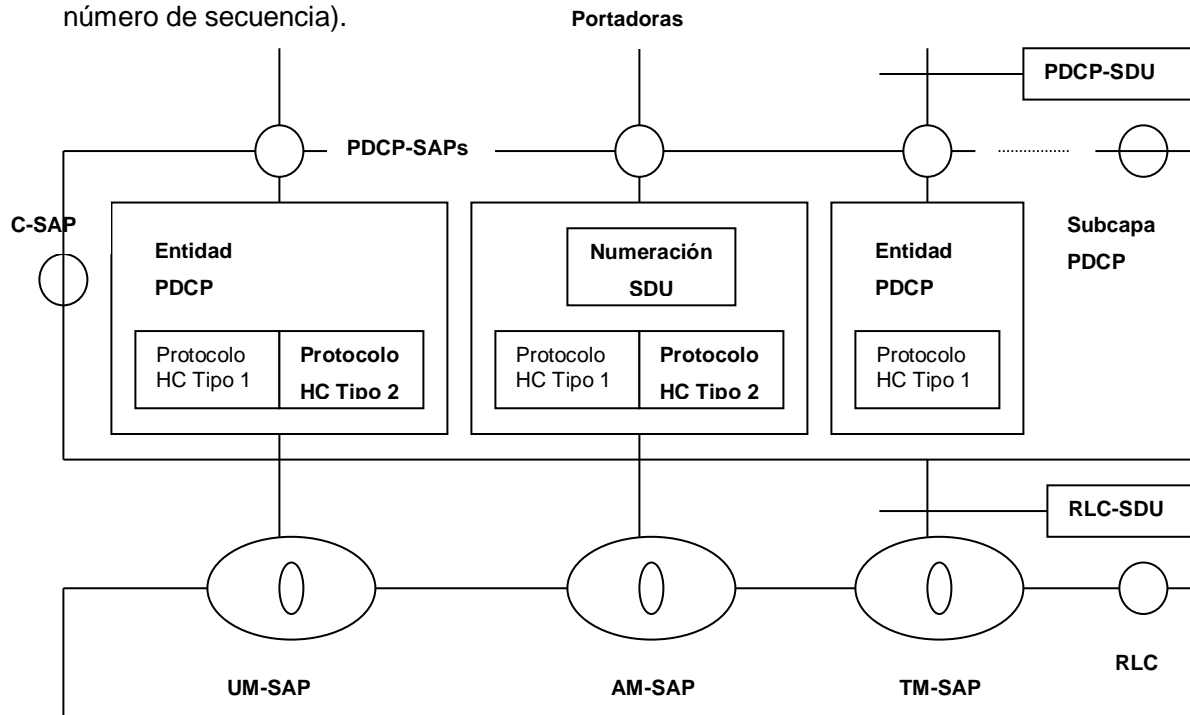 número de secuencia).
Portadoras
PDCP-SDU
PDCP-SAPs
C-SAP
Entidad
PDCP
Numeración
SDU
Entidad
PDCP
Subcapa
PDCP
Protocolo
HC Tipo 1
Protocolo
HC Tipo 2
Protocolo
HC Tipo 1
Protocolo
HC Tipo 2
Protocolo
HC Tipo 1
RLC-SDU
RLC
UM-SAP
AM-SAP
TM-SAP